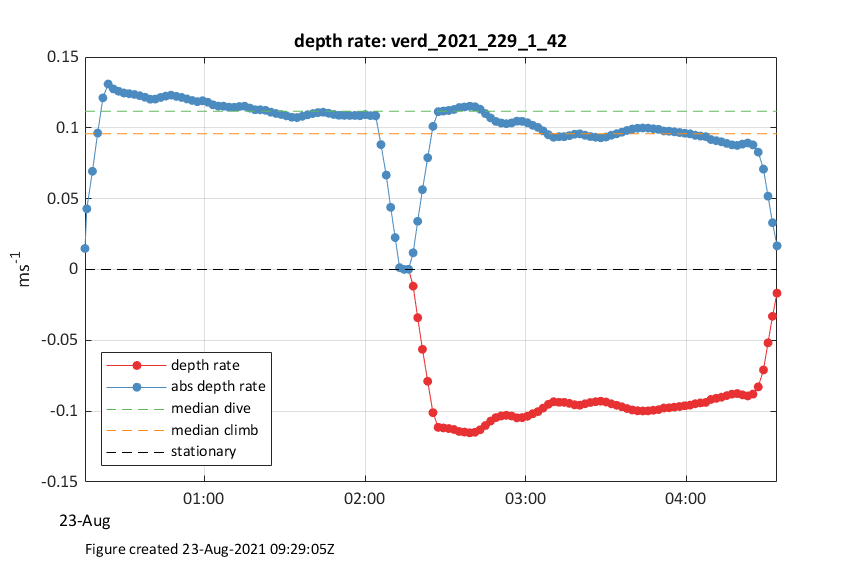 depth rate: verd_2021_229_1_42
0.15
0.1
0.05
0
-0.05
-0.1
-0.15
ms-1
depth rate
abs depth rate
median dive
median climb
stationary
01:00
02:00
03:00
04:00
23-Aug
Figure created 23-Aug-2021 09:29:05Z